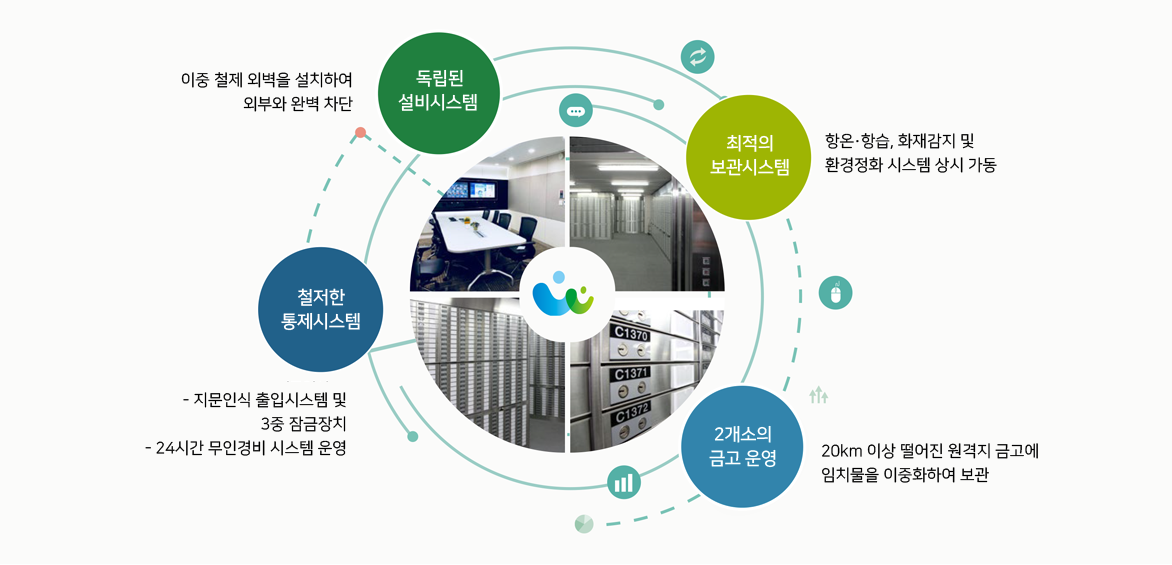 독립된
설비시스템
이중 철제 외벽을 설치하여
외부와 완벽 차단
최적의
보관시스템
항온·항습, 화재감지 및
환경정화 시스템 상시 가동
철저한
통제시스템
- 지문인식 출입시스템 및
3중 잠금장치
- 24시간 무인경비 시스템 운영
2개소의
금고 운영
20km 이상 떨어진 원격지 금고에
임치물을 이중화하여 보관
C1370
C1371
C1372